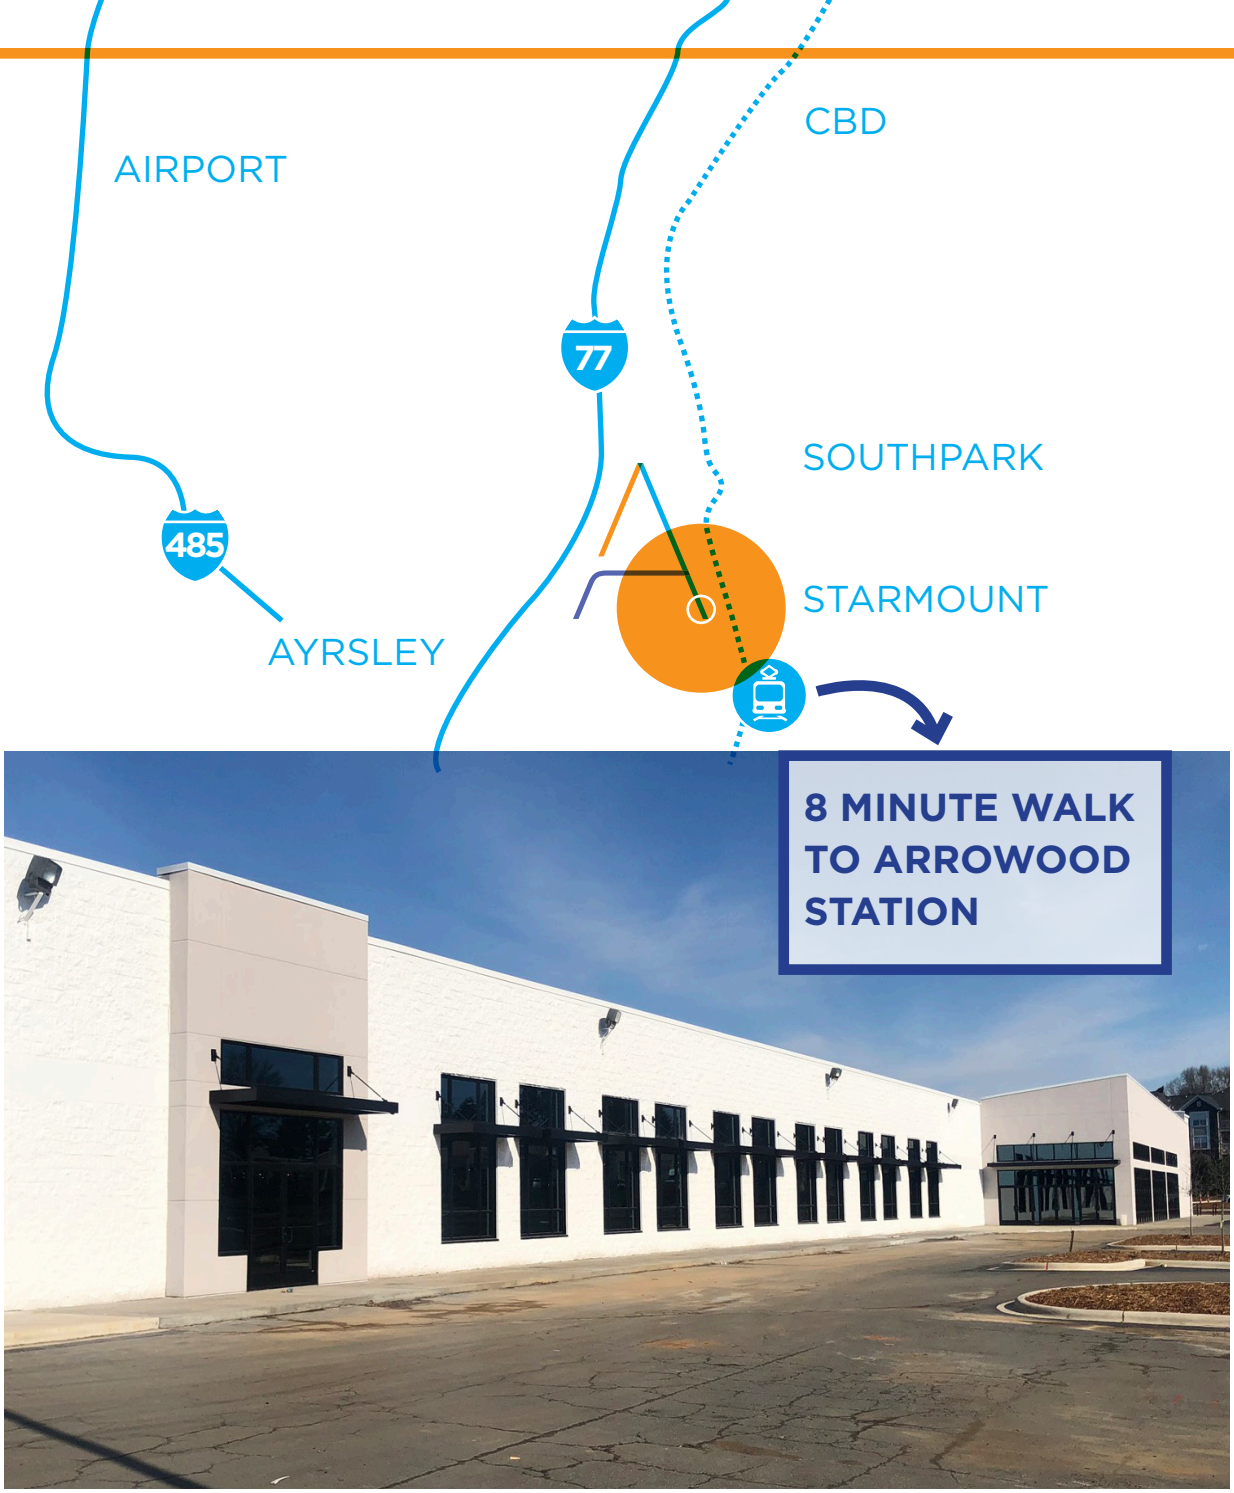 CBD
AIRPORT
77
SOUTHPARK
485
STARMOUNT
AYRSLEY
8 MINUTE WALK
TO ARROWOOD
STATION